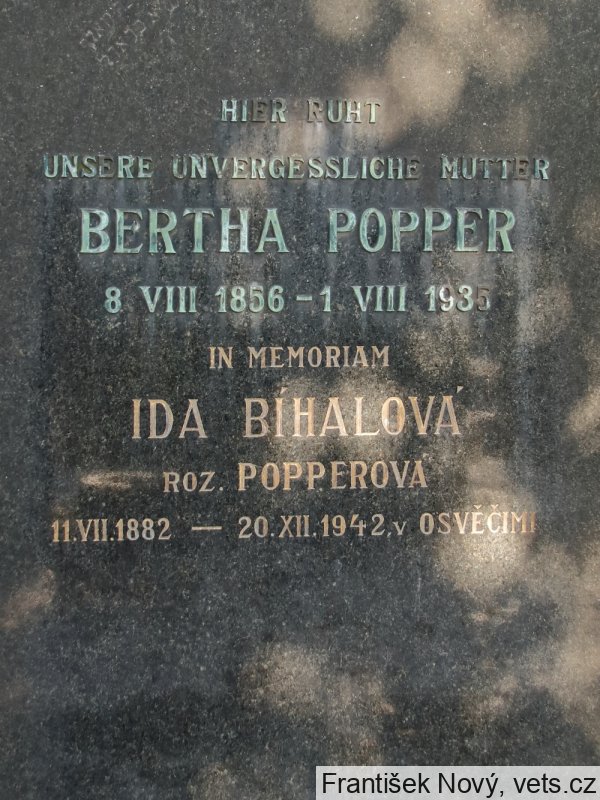 HIER RUHT
UNSERE UNVERGESSLICHE MUTTER
BERTHA POPPER
8 VIII 1856 – 1 VIII 1935
IN MEMORIAM
IDA BÍHALOVÁ
ROZ. POPPEROVÁ
11.VII.1882 — 20.XII.1942.V OSVĚČIMI
František Nový, vets.cz